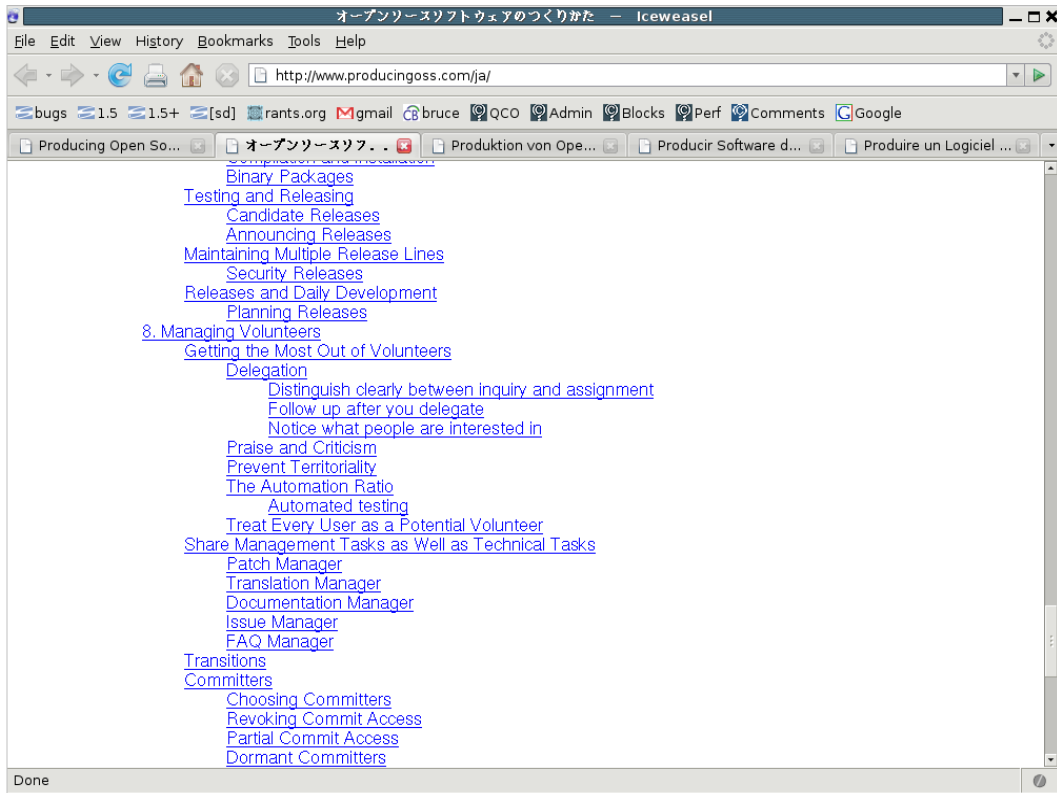 オープンソースソフトウェアのつくりかた — Iceweasel
File Edit View History Bookmarks Tools Help
http://www.producingoss.com/ja/
bugs 1.5 1.5+ [sd] rants.org gmail bruce QCO Admin Blocks Perf Comments Google
Producing Open So... オープンソースソフ. . Produktion von Ope... Producir Software d... Produire un Logiciel ...
Compilation and Installation
Binary Packages
Testing and Releasing
Candidate Releases
Announcing Releases
Maintaining Multiple Release Lines
Security Releases
Releases and Daily Development
Planning Releases
8. Managing Volunteers
Getting the Most Out of Volunteers
Delegation
Distinguish clearly between inquiry and assignment
Follow up after you delegate
Notice what people are interested in
Praise and Criticism
Prevent Territoriality
The Automation Ratio
Automated testing
Treat Every User as a Potential Volunteer
Share Management Tasks as Well as Technical Tasks
Patch Manager
Translation Manager
Documentation Manager
Issue Manager
FAQ Manager
Transitions
Committers
Choosing Committers
Revoking Commit Access
Partial Commit Access
Dormant Committers
Done